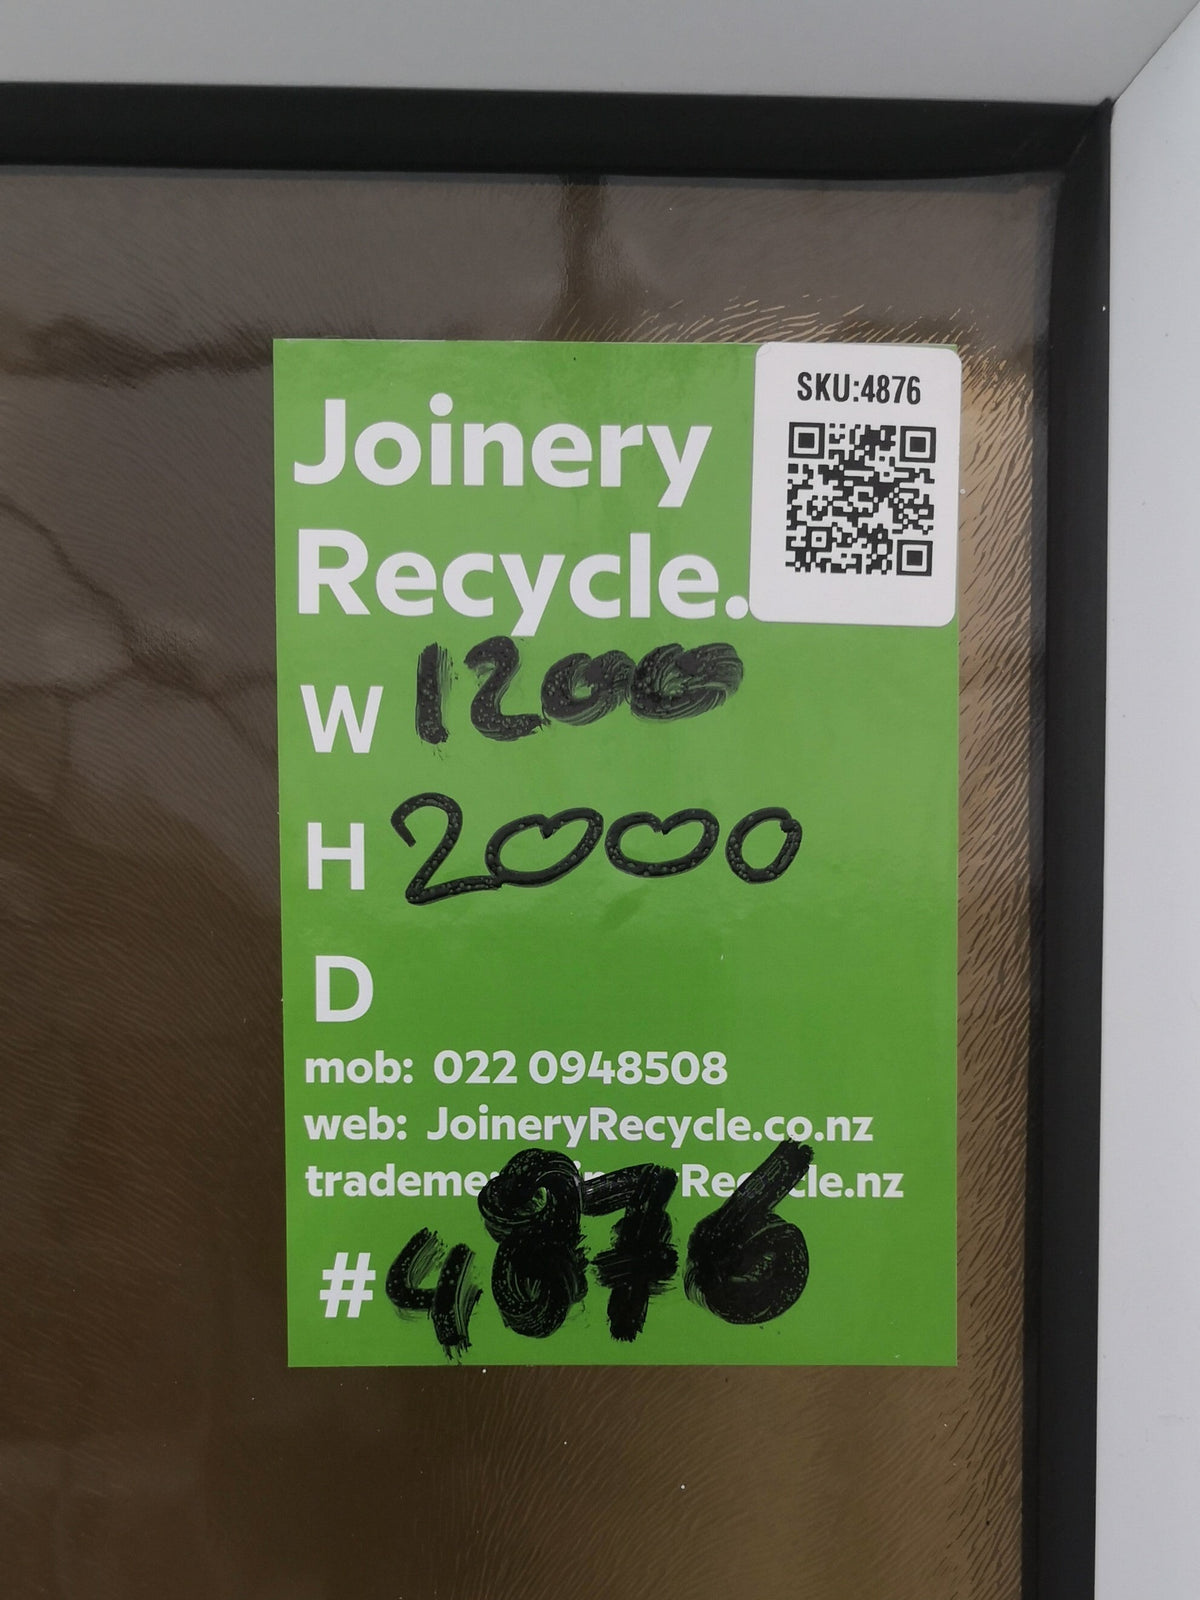 Joinery
Recycle.
SKU:4876
W 1200
H 2000
D
mob: 022 0948508
web: JoineryRecycle.co.nz
#4876